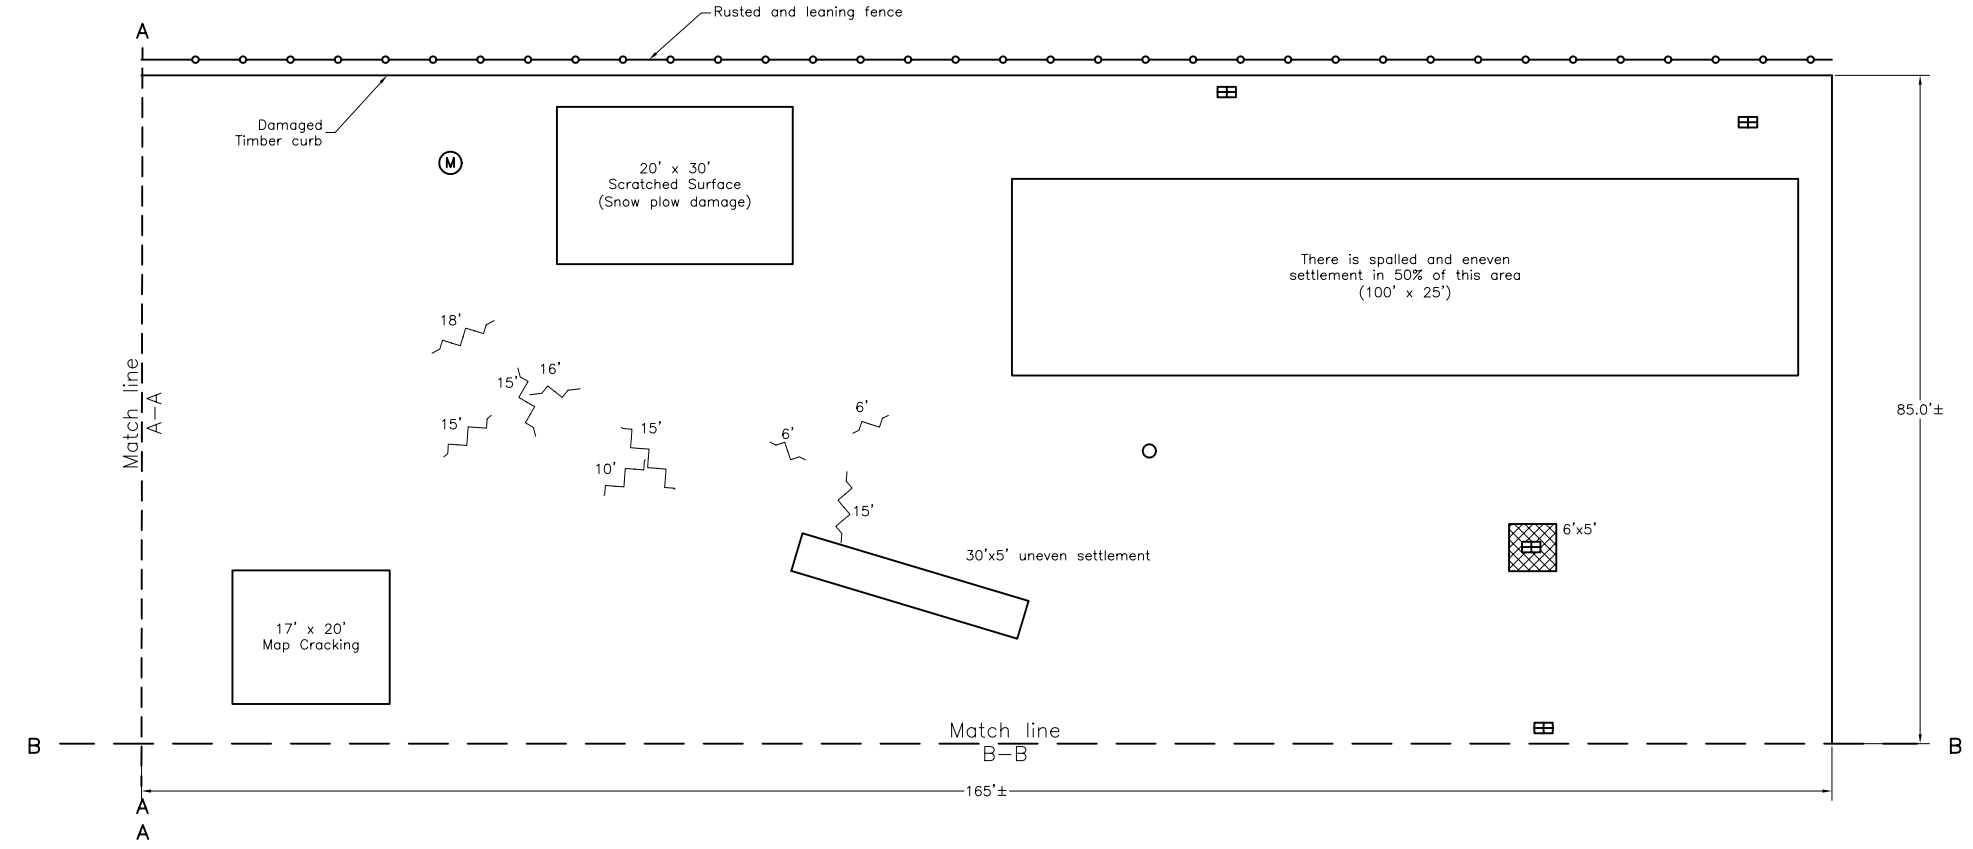 Rusted and leaning fence
A
Damaged
Timber curb
M
20' x 30'
Scratched Surface
(Snow plow damage)
There is spalled and eneven
settlement in 50% of this area
(100' x 25')
18'
16'
15'
15'
15'
10'
6'
6'
15'
Match line
A-A
85.0'±
30'x5' uneven settlement
6'x5'
17' x 20'
Map Cracking
Match line
B-B
B
B
165'±
A
A